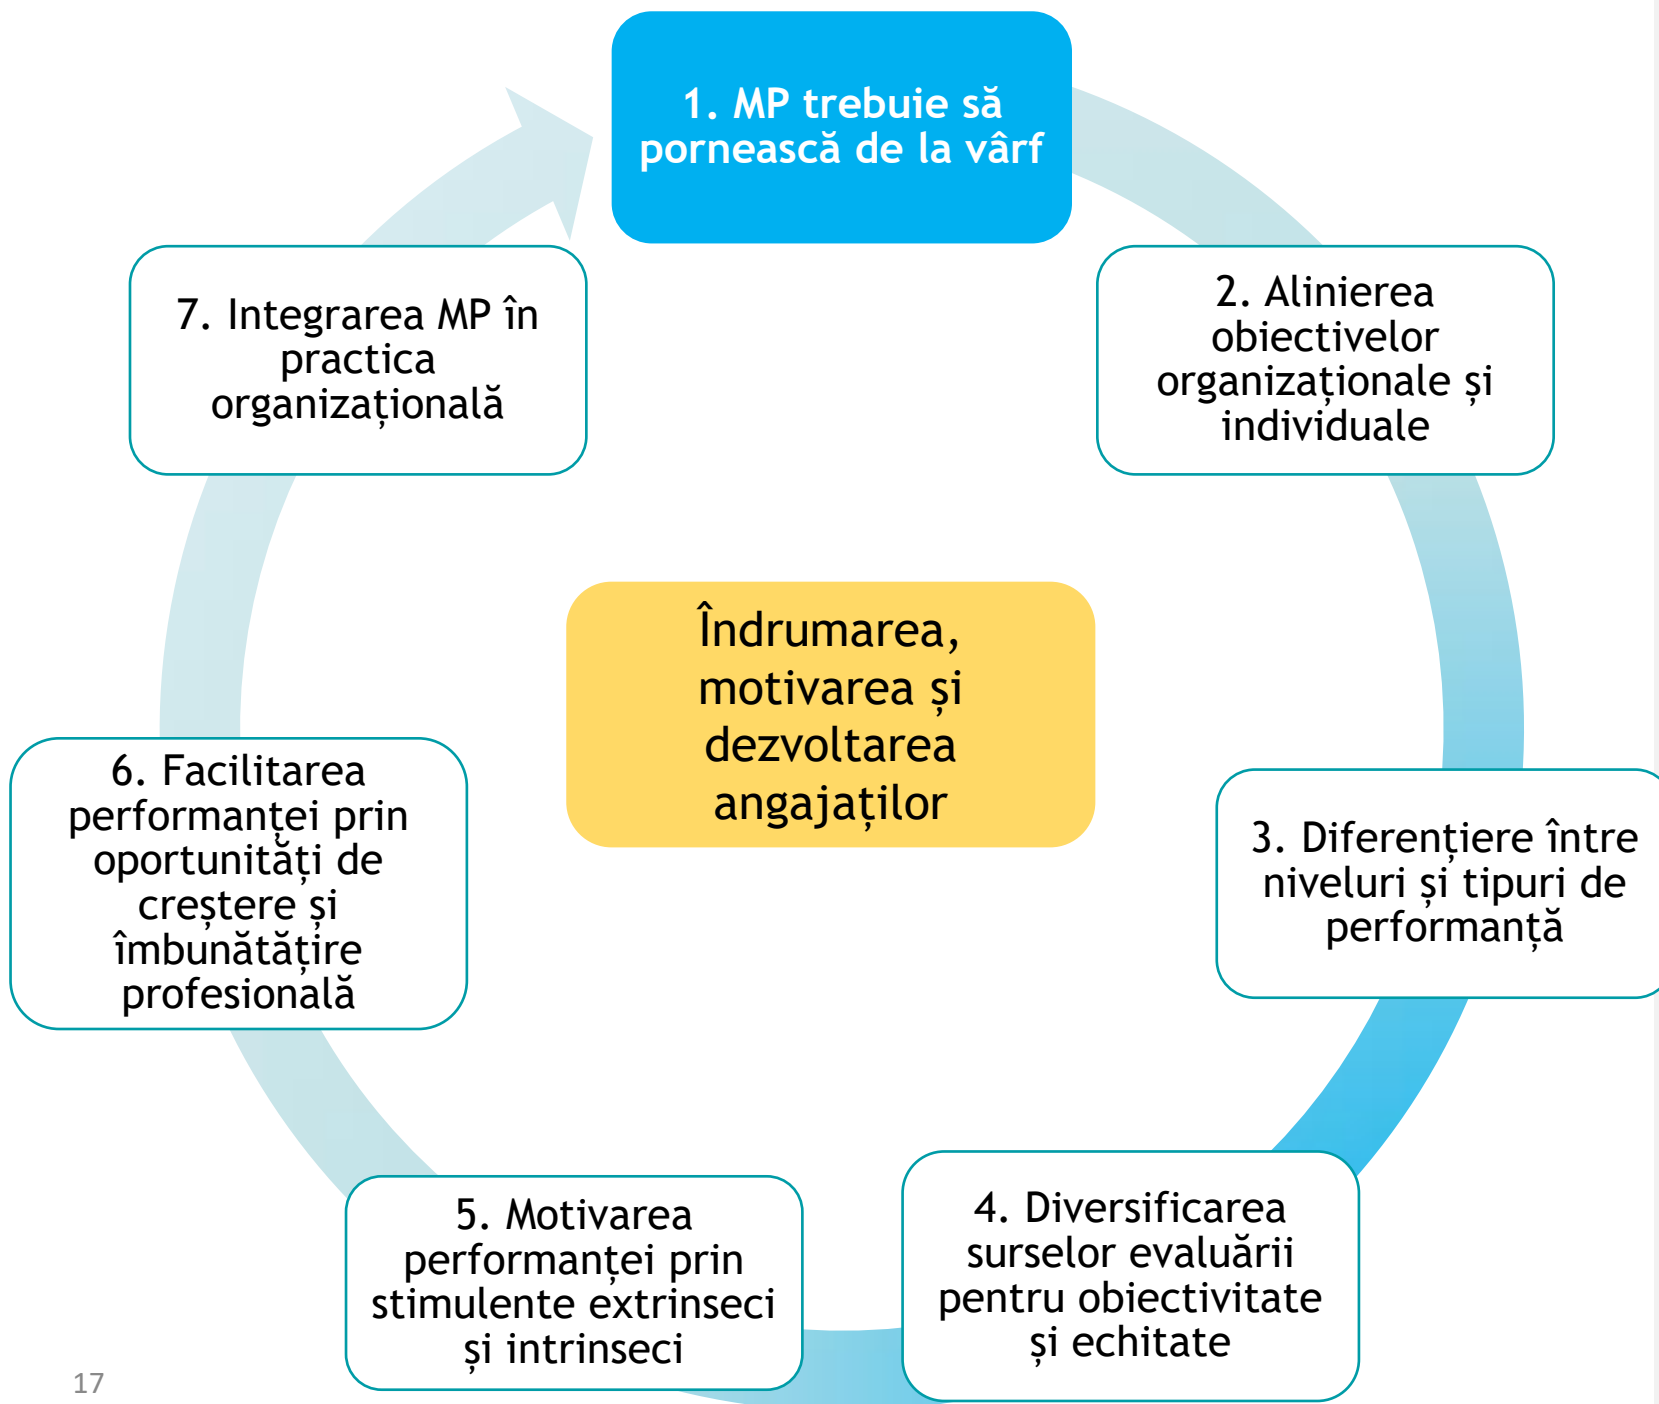 1. MP trebuie să
pornească de la vârf
2. Alinierea
obiectivelor
organizaționale și
individuale
3. Diferențiere între
niveluri și tipuri de
performanță
4. Diversificarea
surselor evaluării
pentru obiectivitate
și echitate
5. Motivarea
performanței prin
stimulente extrinseci
și intrinseci
6. Facilitarea
performanței prin
oportunități de
creștere și
îmbunătățire
profesională
7. Integrarea MP în
practica
organizațională
Îndrumarea,
motivarea și
dezvoltarea
angajaților
17